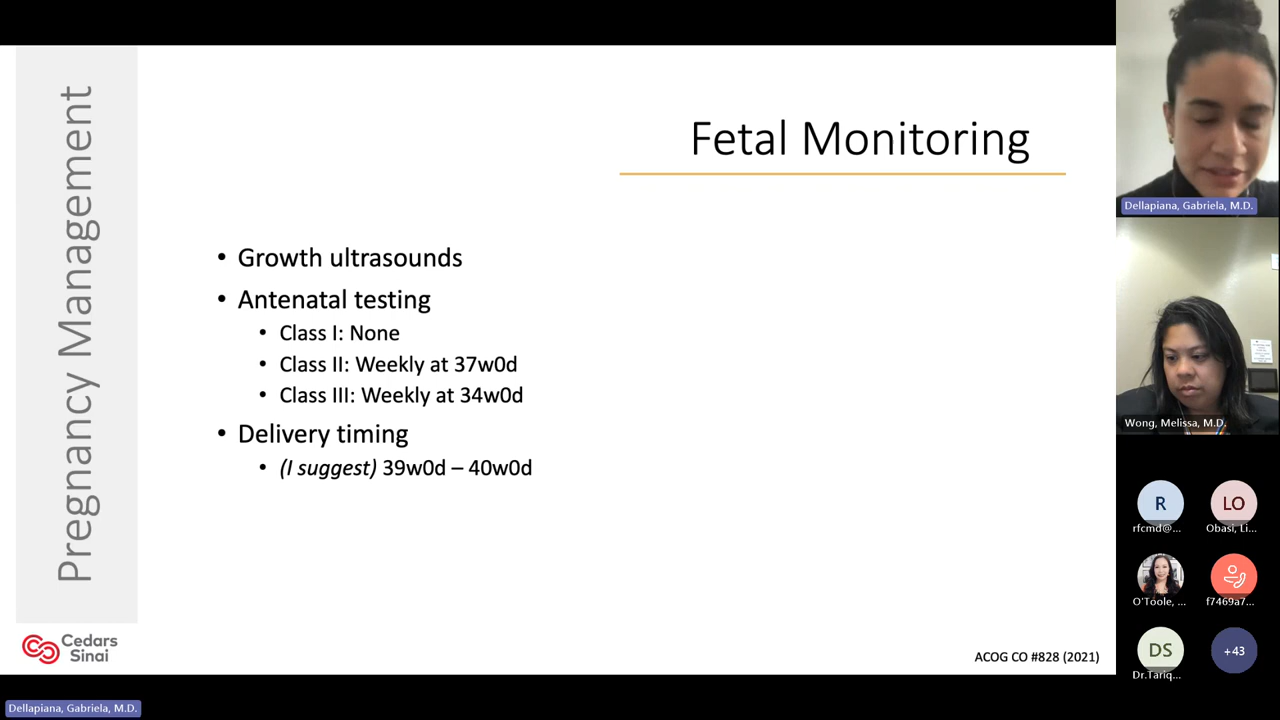 Pregnancy Management
Fetal Monitoring
• Growth ultrasounds
• Antenatal testing
• Class I: None
• Class II: Weekly at 37w0d
• Class III: Weekly at 34w0d
• Delivery timing
• (I suggest) 39w0d – 40w0d
Cedars
Sinai
ACOG CO #828 (2021)
Dellapiana, Gabriela, M.D.
Dellapiana, Gabriela, M.D.
Wong, Melissa, M.D.
R
rfcmd@...
LO
Obasi, Li...
O'Toole, ...
f7469a7...
DS
Dr.Tariq...
+43